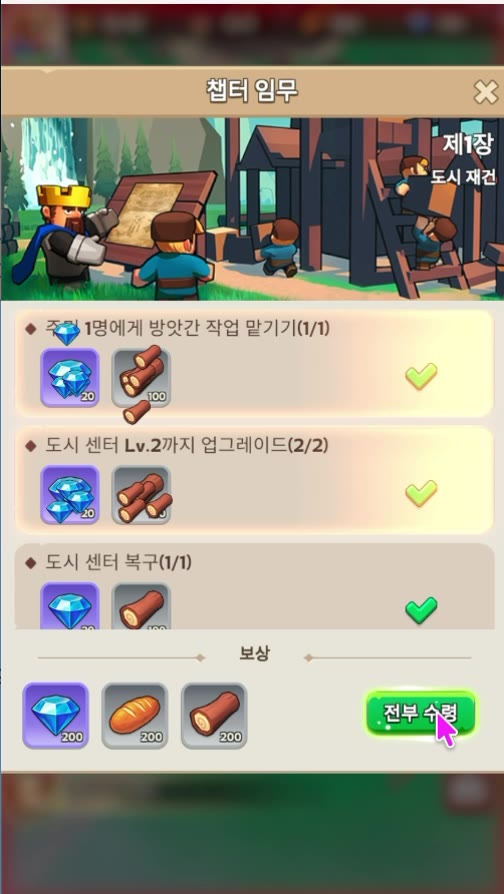 챕터 임무
제1장
도시 재건
1명에게 방앗간 작업 맡기기(1/1)
20
100
도시 센터 Lv.2까지 업그레이드(2/2)
20
도시 센터 복구(1/1)
보상
200
200
200
전부 수령